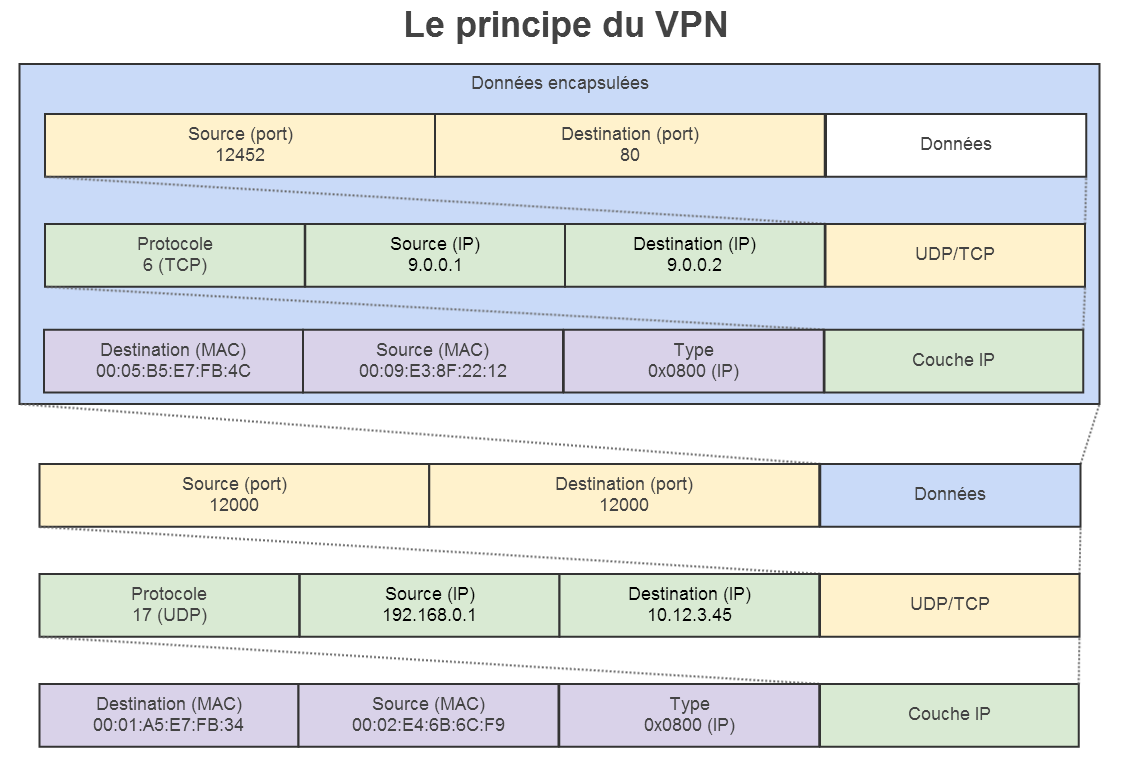 Le principe du VPN
Données encapsulées
Source (port)
12452
Destination (port)
80
Données
Protocole
6 (TCP)
Source (IP)
9.0.0.1
Destination (IP)
9.0.0.2
UDP/TCP
Destination (MAC)
00:05:B5:E7:FB:4C
Source (MAC)
00:09:E3:8F:22:12
Type
0x0800 (IP)
Couche IP
Source (port)
12000
Destination (port)
12000
Données
Protocole
17 (UDP)
Source (IP)
192.168.0.1
Destination (IP)
10.12.3.45
UDP/TCP
Destination (MAC)
00:01:A5:E7:FB:34
Source (MAC)
00:02:E4:6B:6C:F9
Type
0x0800 (IP)
Couche IP